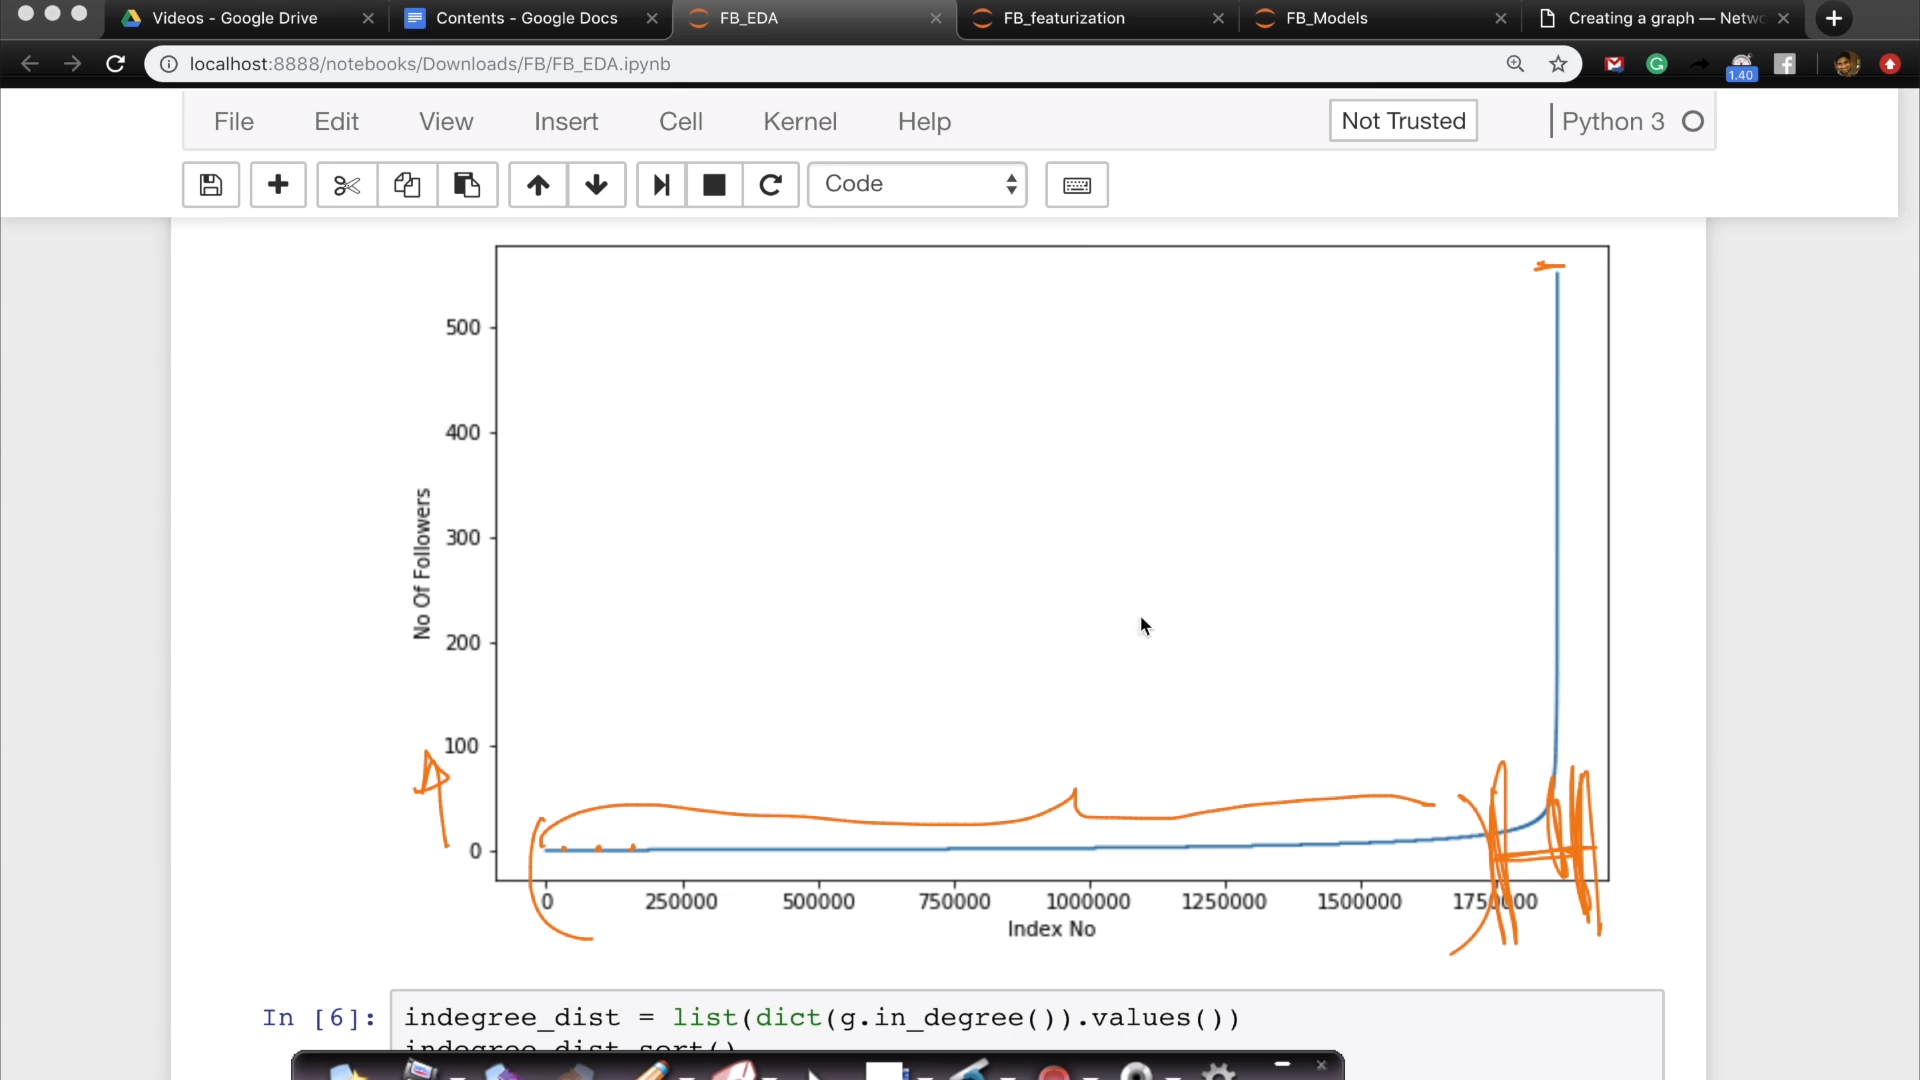 Videos - Google Drive
Contents - Google Docs
FB_EDA
FB_featurization
FB_Models
Creating a graph — Netw
localhost:8888/notebooks/Downloads/FB/FB_EDA.ipynb
1.40
File Edit View Insert Cell Kernel Help Not Trusted Python 3
Code
500
400
300
200
100
0
No Of Followers
0 250000 500000 750000 1000000 1250000 1500000 1750000
Index No
In [6]: indegree_dist = list(dict(g.in_degree()).values())
indegree_dist.sort()